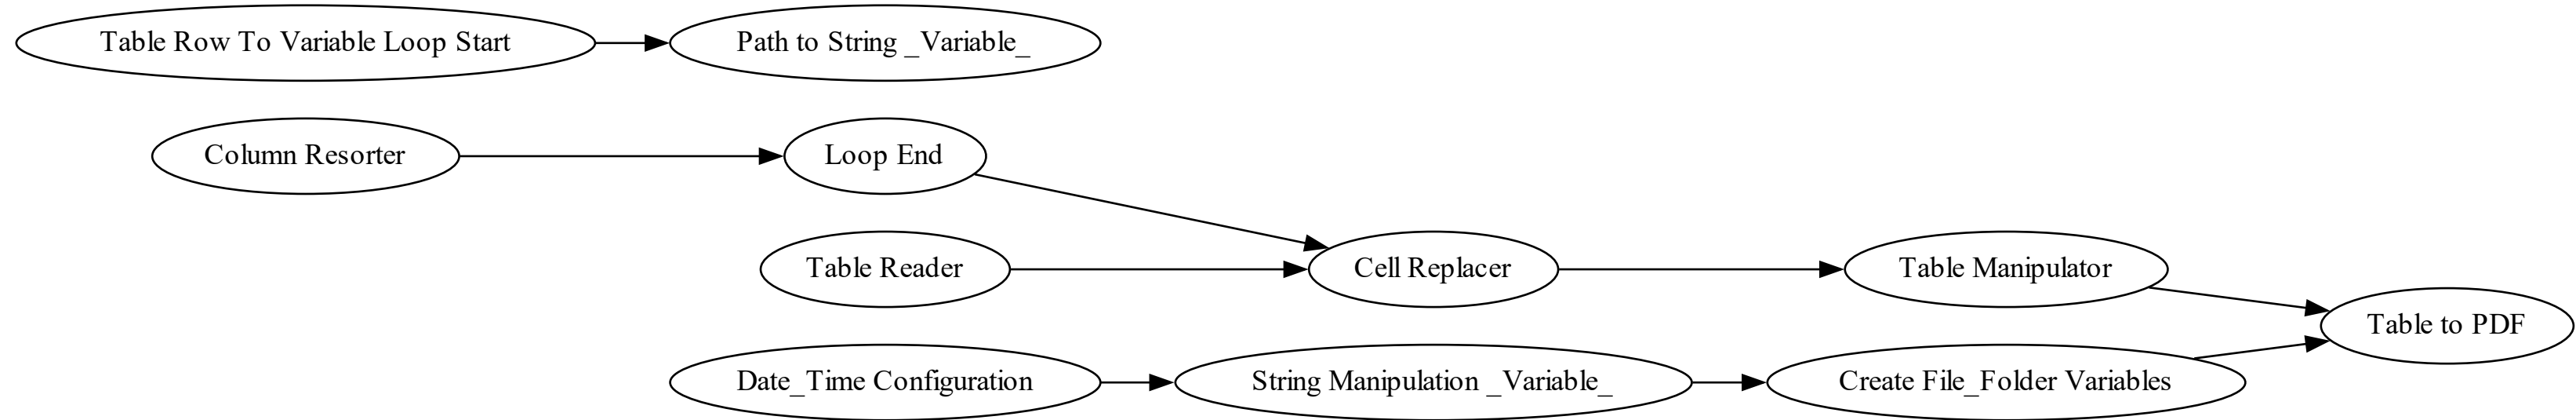 Table Row To Variable Loop Start
Path to String _Variable_
Column Resorter
Loop End
Table Reader
Cell Replacer
Table Manipulator
Table to PDF
Date_Time Configuration
String Manipulation _Variable_
Create File_Folder Variables